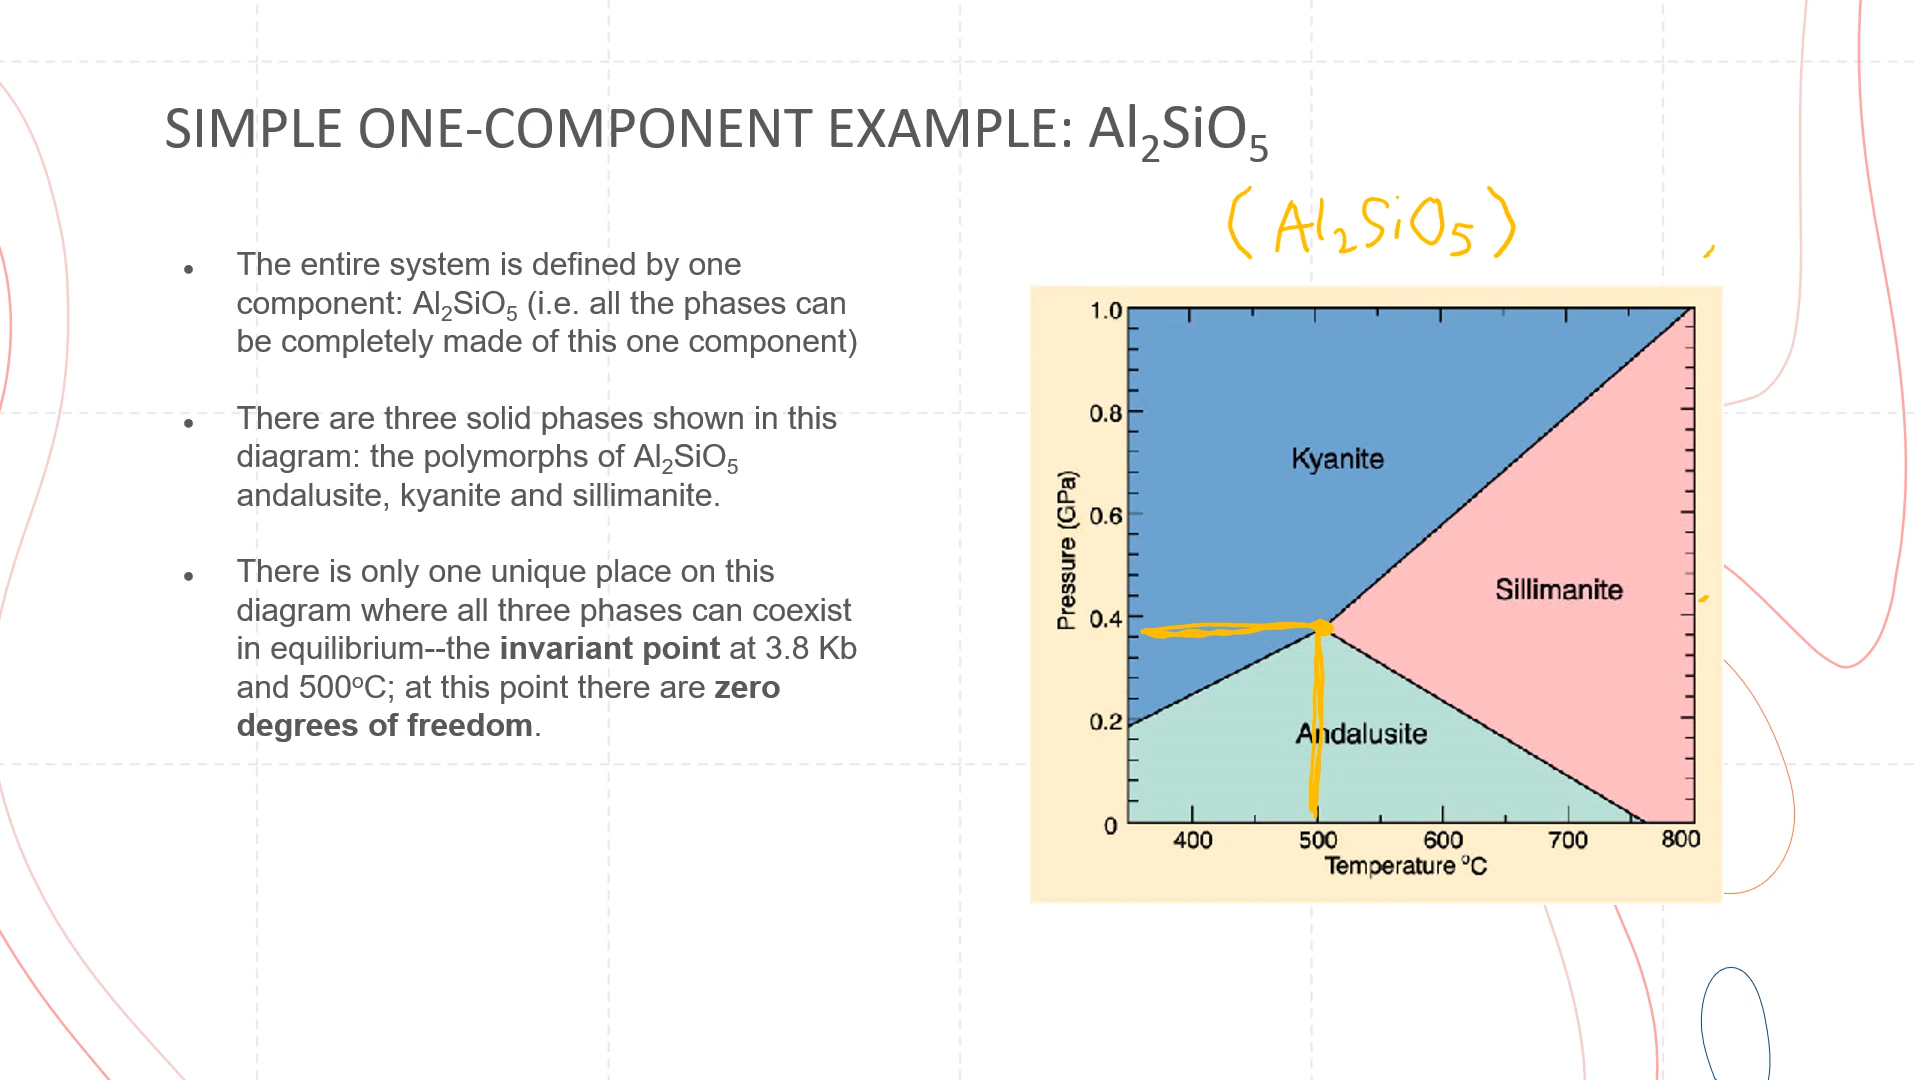 SIMPLE ONE-COMPONENT EXAMPLE: Al₂SiO₅
(Al₂SiO₅)
• The entire system is defined by one
component: Al₂SiO₅ (i.e. all the phases can
be completely made of this one component)
• There are three solid phases shown in this
diagram: the polymorphs of Al₂SiO₅
andalusite, kyanite and sillimanite.
• There is only one unique place on this
diagram where all three phases can coexist
in equilibrium--the invariant point at 3.8 Kb
and 500ºC; at this point there are zero
degrees of freedom.
1.0
0.8
0.6
0.4
0.2
0
Pressure (GPa)
Kyanite
Sillimanite
Andalusite
400 500 600 700 800
Temperature ºC